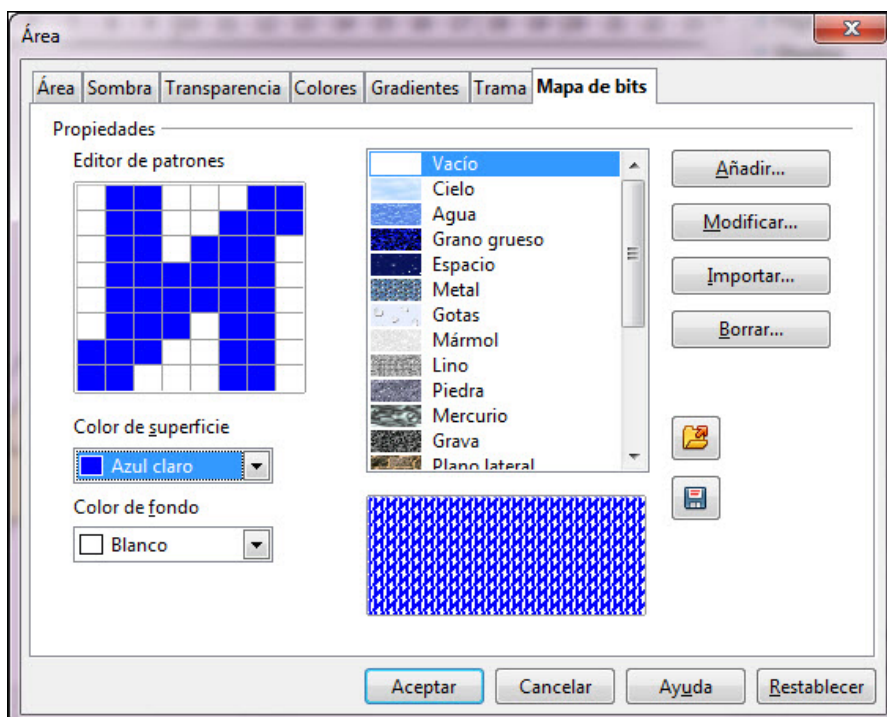 Área
Área Sombra Transparencia Colores Gradientes Trama Mapa de bits
Propiedades
Editor de patrones
Color de superficie
Azul claro
Color de fondo
Blanco
Vacío
Cielo
Agua
Grano grueso
Espacio
Metal
Gotas
Mármol
Lino
Piedra
Mercurio
Grava
Plano lateral
Añadir...
Modificar...
Importar...
Borrar...
Aceptar Cancelar Ayuda Restablecer